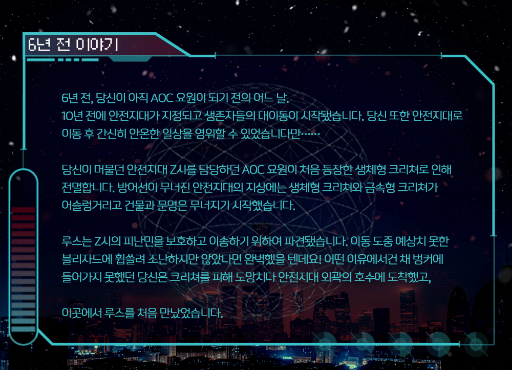 6년 전 이야기
6년 전, 당신이 아직 AOC 요원이 되기 전의 어느 날.
10년 전에 안전지대가 지정되고 생존자들의 대이동이 시작됐습니다. 당신 또한 안전지대로
이동 후 간신히 안온한 일상을 영위할 수 있었습니다만……
당신이 머물던 안전지대 Z시를 담당하던 AOC 요원이 처음 등장한 생체형 크리쳐로 인해
전멸합니다. 방어선이 무너진 안전지대의 지상에는 생체형 크리쳐와 금속형 크리쳐가
어슬렁거리고 건물과 문명은 무너지기 시작했습니다.
루스는 Z시의 피난민을 보호하고 이송하기 위하여 파견됐습니다. 이동 도중 예상치 못한
블리자드에 휩쓸려 조난하지만 않았다면 완벽했을 텐데요! 어떤 이유에서건 채 벙커에
들어가지 못했던 당신은 크리쳐를 피해 도망치다 안전지대 외곽의 호수에 도착했고,
이곳에서 루스를 처음 만났었습니다.